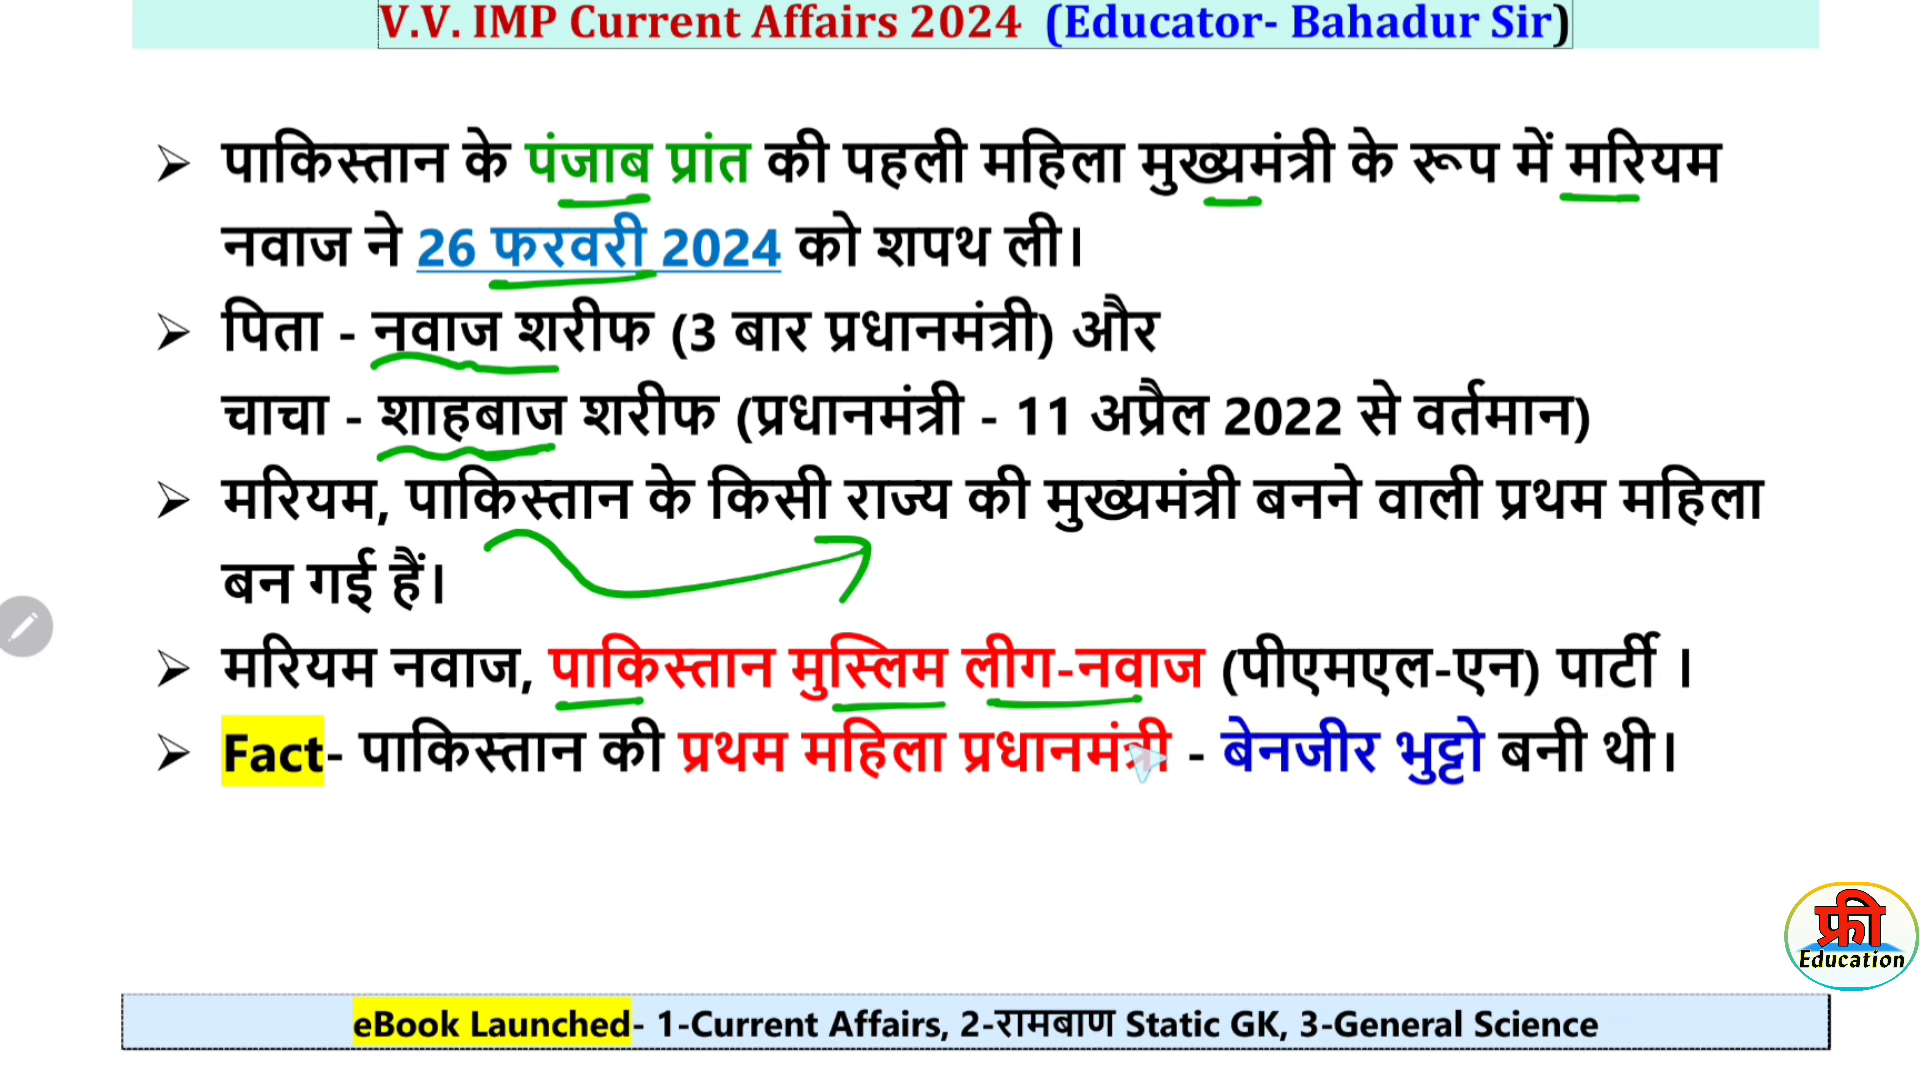 V.V. IMP Current Affairs 2024 (Educator- Bahadur Sir)
➢ पाकिस्तान के पंजाब प्रांत की पहली महिला मुख्यमंत्री के रूप में मरियम
नवाज ने 26 फरवरी 2024 को शपथ ली।
➢ पिता - नवाज शरीफ (3 बार प्रधानमंत्री) और
चाचा - शाहबाज शरीफ (प्रधानमंत्री - 11 अप्रैल 2022 से वर्तमान)
➢ मरियम, पाकिस्तान के किसी राज्य की मुख्यमंत्री बनने वाली प्रथम महिला
बन गई हैं।
➢ मरियम नवाज, पाकिस्तान मुस्लिम लीग-नवाज (पीएमएल-एन) पार्टी ।
➢ Fact- पाकिस्तान की प्रथम महिला प्रधानमंत्री - बेनजीर भुट्टो बनी थी।
फ्री
Education
eBook Launched- 1-Current Affairs, 2-रामबाण Static GK, 3-General Science